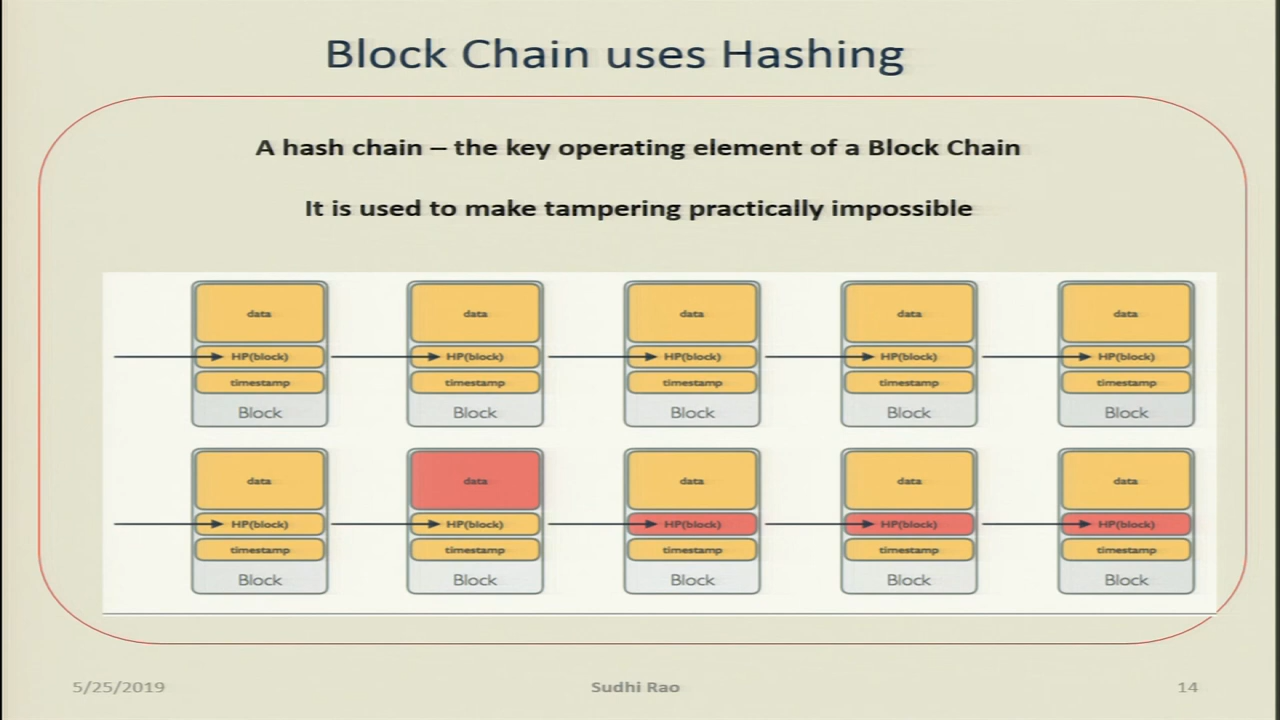 Block Chain uses Hashing
A hash chain – the key operating element of a Block Chain
It is used to make tampering practically impossible
data data data data data
HP(block) HP(block) HP(block) HP(block) HP(block)
timestamp timestamp timestamp timestamp timestamp
Block Block Block Block Block
data data data data data
HP(block) HP(block) HP(block) HP(block) HP(block)
timestamp timestamp timestamp timestamp timestamp
Block Block Block Block Block
5/25/2019 Sudhi Rao 14